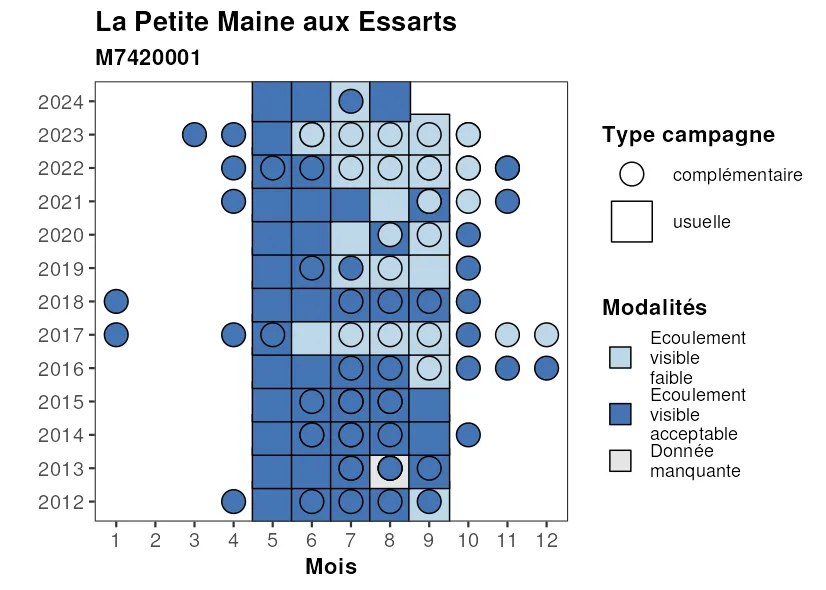 La Petite Maine aux Essarts
M7420001
2024
2023
2022
2021
2020
2019
2018
2017
2016
2015
2014
2013
2012
1 2 3 4 5 6 7 8 9 10 11 12
Mois
Type campagne
complémentaire
usuelle
Modalités
Ecoulement
visible
faible
Ecoulement
visible
acceptable
Donnée
manquante